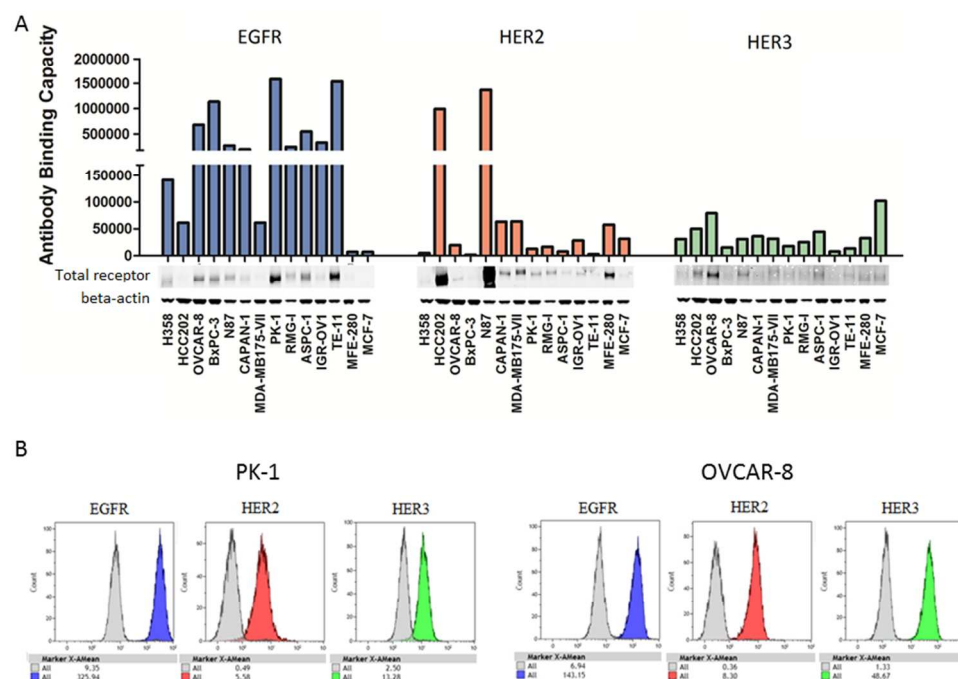 A
EGFR
HER2
HER3
Antibody Binding Capacity
2000000
1500000
1000000
500000
150000
100000
50000
0
Total receptor
beta-actin
H358
HCC202
OVCAR-8
BxPC-3
N87
CAPAN-1
MDA-MB175-VII
PK-1
RMG-I
ASPC-1
IGR-OV1
TE-11
MFE-280
MCF-7
H358
HCC202
OVCAR-8
BxPC-3
N87
CAPAN-1
MDA-MB175-VII
PK-1
RMG-I
ASPC-1
IGR-OV1
TE-11
MFE-280
MCF-7
H358
HCC202
OVCAR-8
BxPC-3
N87
CAPAN-1
MDA-MB175-VII
PK-1
RMG-I
ASPC-1
IGR-OV1
TE-11
MFE-280
MCF-7
B
PK-1
OVCAR-8
EGFR
HER2
HER3
EGFR
HER2
HER3
Count
Count
Count
Count
Count
Count
Marker X-AMean
All 9.35
All 325.94
Marker X-AMean
All 0.49
All 5.58
Marker X-AMean
All 2.50
All 13.28
Marker X-AMean
All 6.94
All 143.15
Marker X-AMean
All 0.36
All 8.30
Marker X-AMean
All 1.33
All 48.67